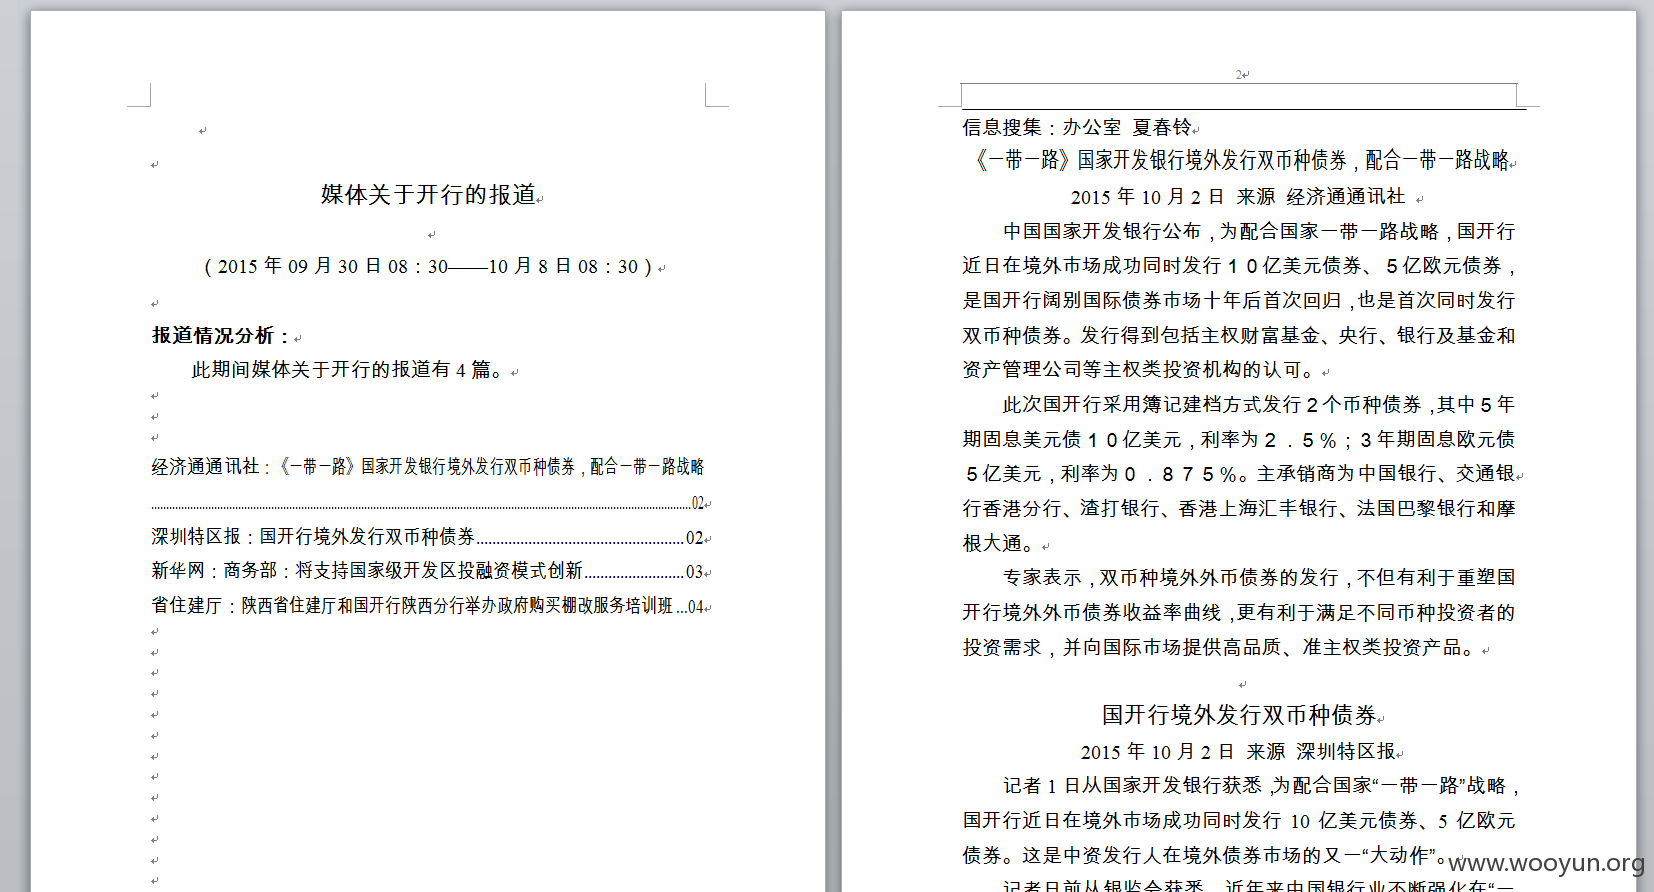 媒体关于开行的报道
（2015 年 09 月 30 日 08：30——10 月 8 日 08：30）
报道情况分析：
此期间媒体关于开行的报道有 4 篇。
经济通通讯社：《一带一路》国家开发银行境外发行双币种债券，配合一带一路战略
02
深圳特区报：国开行境外发行双币种债券......02
新华网：商务部：将支持国家级开发区投融资模式创新......03
省住建厅：陕西省住建厅和国开行陕西分行举办政府购买棚改服务培训班...04
2
信息搜集：办公室 夏春铃
《一带一路》国家开发银行境外发行双币种债券，配合一带一路战略
2015 年 10 月 2 日 来源 经济通通讯社
中国国家开发银行公布，为配合国家一带一路战略，国开行
近日在境外市场成功同时发行１０亿美元债券、５亿欧元债券，
是国开行阔别国际债券市场十年后首次回归，也是首次同时发行
双币种债券。发行得到包括主权财富基金、央行、银行及基金和
资产管理公司等主权类投资机构的认可。
此次国开行采用簿记建档方式发行２个币种债券，其中５年
期固息美元债１０亿美元，利率为２．５％；３年期固息欧元债
５亿美元，利率为０．８７５％。主承销商为中国银行、交通银
行香港分行、渣打银行、香港上海汇丰银行、法国巴黎银行和摩
根大通。
专家表示，双币种境外外币债券的发行，不但有利于重塑国
开行境外外币债券收益率曲线，更有利于满足不同币种投资者的
投资需求，并向国际市场提供高品质、准主权类投资产品。
国开行境外发行双币种债券
2015 年 10 月 2 日 来源 深圳特区报
记者 1 日从国家开发银行获悉，为配合国家“一带一路”战略，
国开行近日在境外市场成功同时发行 10 亿美元债券、5 亿欧元
债券。这是中资发行人在境外债券市场的又一“大动作”。
www.wooyun.org
记者日前从银监会获悉，近年来中国银行业不断强化在“一